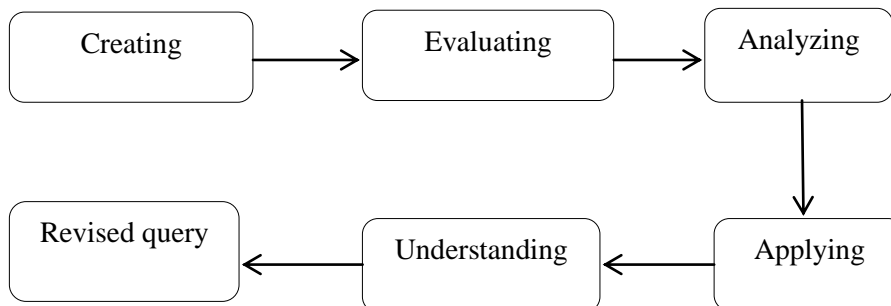 Creating
Evaluating
Analyzing
Applying
Understanding
Revised query